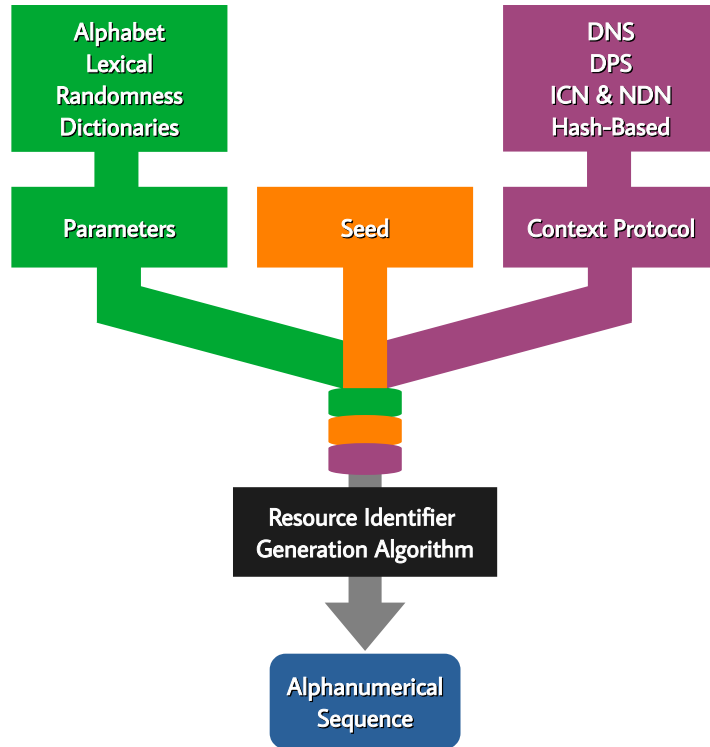 Alphabet
Lexical
Randomness
Dictionaries
DNS
DPS
ICN & NDN
Hash-Based
Parameters
Seed
Context Protocol
Resource Identifier
Generation Algorithm
Alphanumerical
Sequence